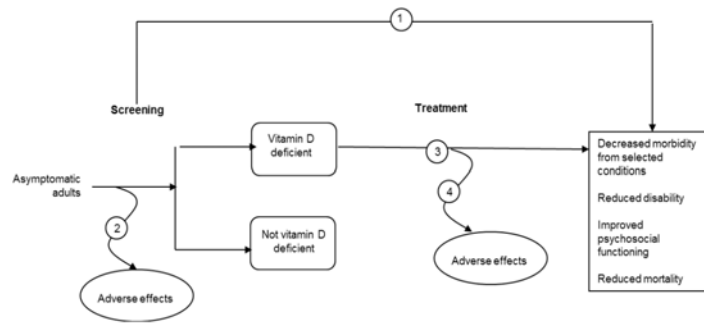 1
Screening
Treatment
Vitamin D
deficient
3
Decreased morbidity
from selected
conditions
Reduced disability
Improved
psychosocial
functioning
Reduced mortality
Asymptomatic
adults
4
2
Not vitamin D
deficient
Adverse effects
Adverse effects